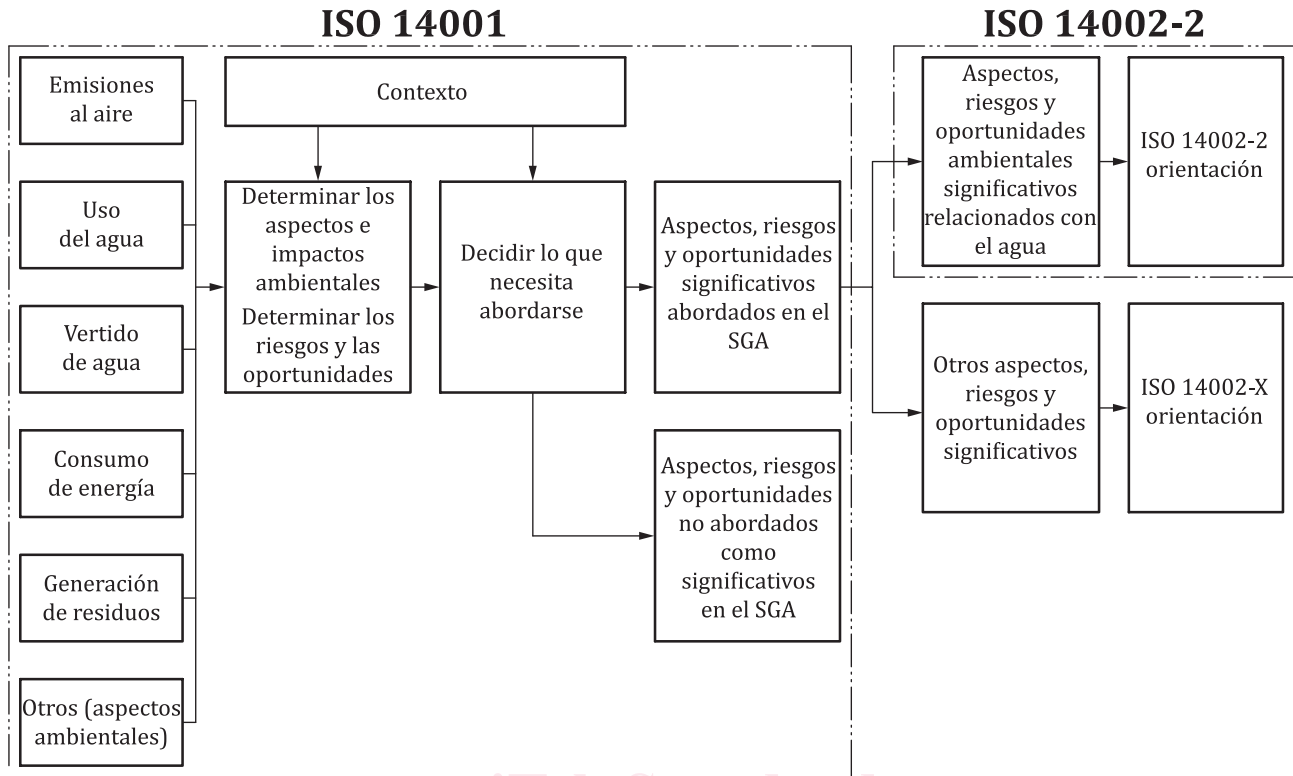 ISO 14001
ISO 14002-2
Emisiones
al aire
Uso
del agua
Vertido
de agua
Consumo
de energía
Generación
de residuos
Otros (aspectos
ambientales)
Contexto
Determinar los
aspectos e
impactos
ambientales
Determinar los
riesgos y las
oportunidades
Decidir lo que
necesita
abordarse
Aspectos, riesgos
y oportunidades
significativos
abordados en el
SGA
Aspectos, riesgos
y oportunidades
no abordados
como
significativos
en el SGA
Aspectos,
riesgos y
oportunidades
ambientales
significativos
relacionados con
el agua
ISO 14002-2
orientación
Otros aspectos,
riesgos y
oportunidades
significativos
ISO 14002-X
orientación